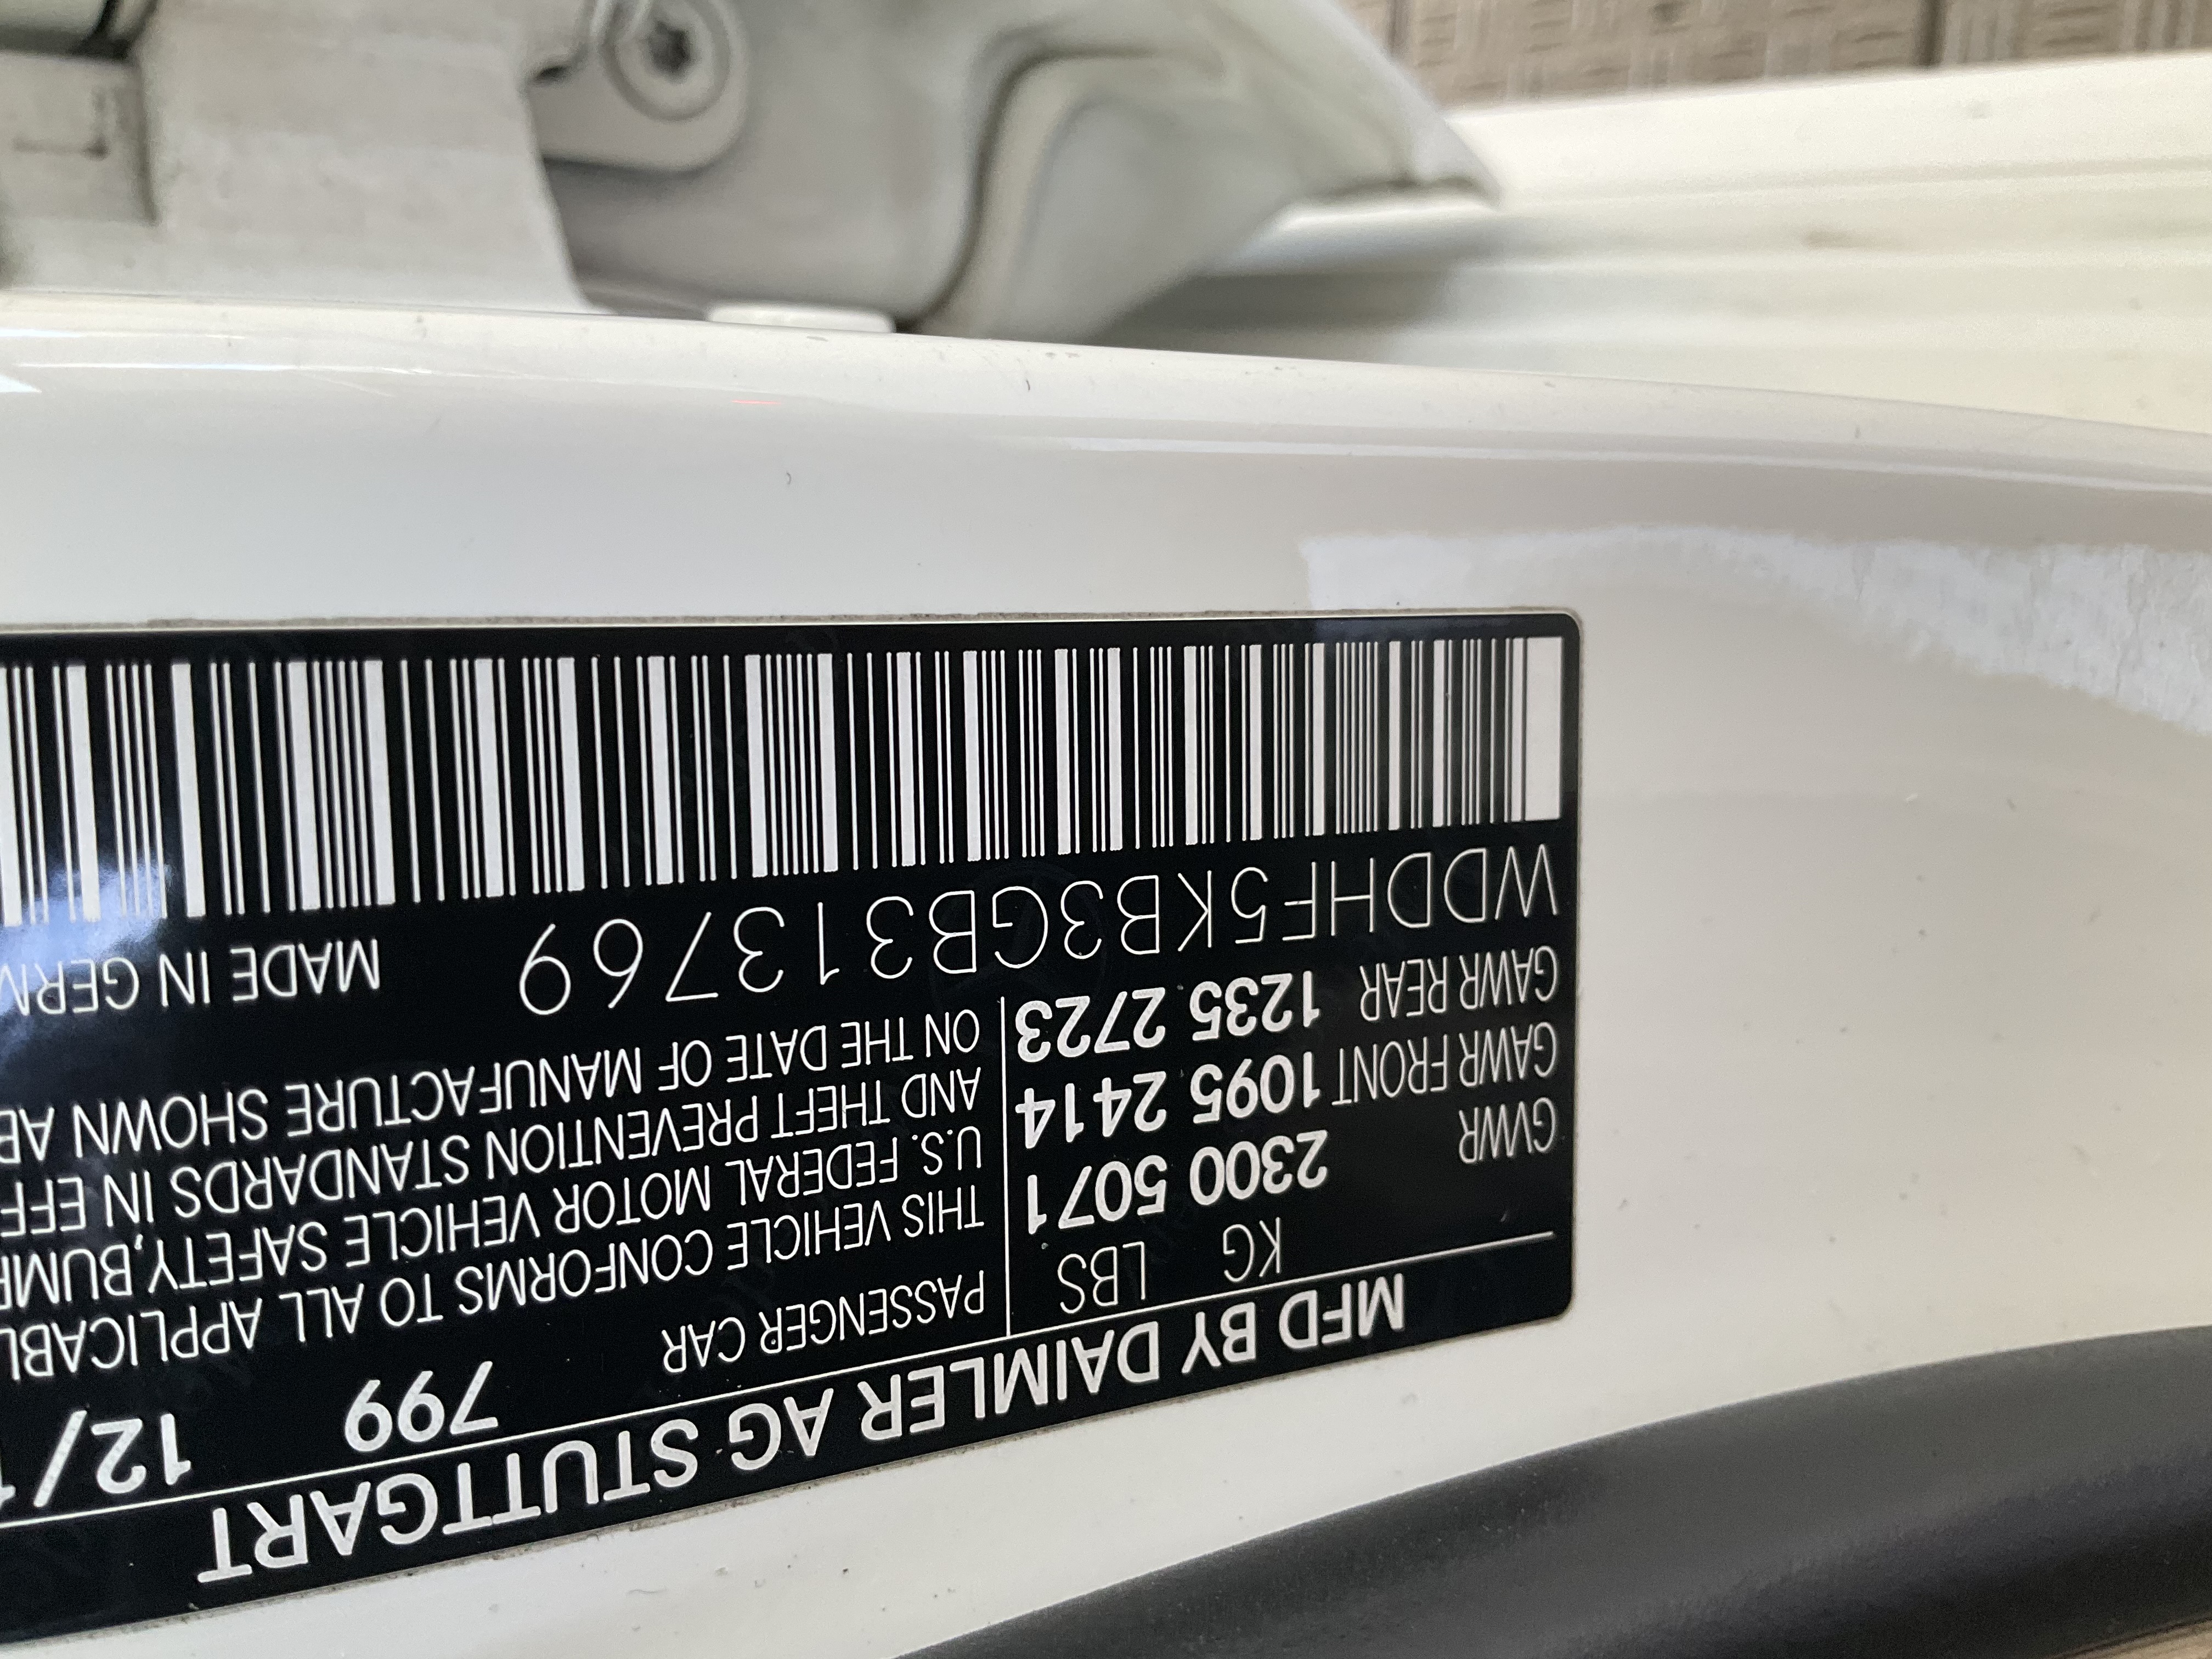 MFD BY DAIMLER AG STUTTGART
KG LBS
GVWR 2300 5071
GAWR FRONT 1095 2414
GAWR REAR 1235 2723
799 12/
PASSENGER CAR
THIS VEHICLE CONFORMS TO ALL APPLICABL
U.S. FEDERAL MOTOR VEHICLE SAFETY,BUMP
AND THEFT PREVENTION STANDARDS IN EFF
ON THE DATE OF MANUFACTURE SHOWN AB
WDDHF5KB3GB313769 MADE IN GERM